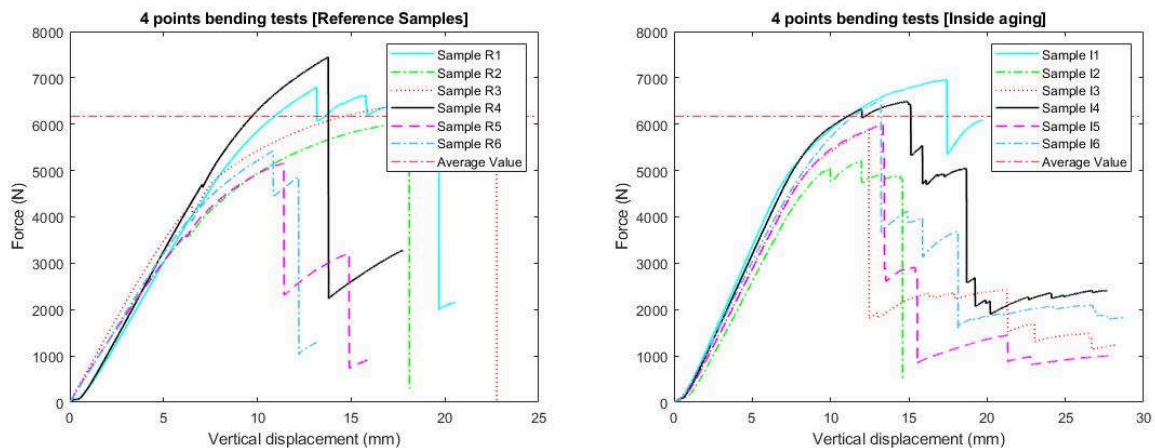 4 points bending tests [Reference Samples]
8000
7000
6000
5000
4000
3000
2000
1000
0
Force (N)
0
5
10
15
20
25
Vertical displacement (mm)
Sample R1
Sample R2
Sample R3
Sample R4
Sample R5
Sample R6
Average Value
4 points bending tests [Inside aging]
8000
7000
6000
5000
4000
3000
2000
1000
0
Force (N)
0
5
10
15
20
25
30
Vertical displacement (mm)
Sample I1
Sample I2
Sample I3
Sample I4
Sample I5
Sample I6
Average Value